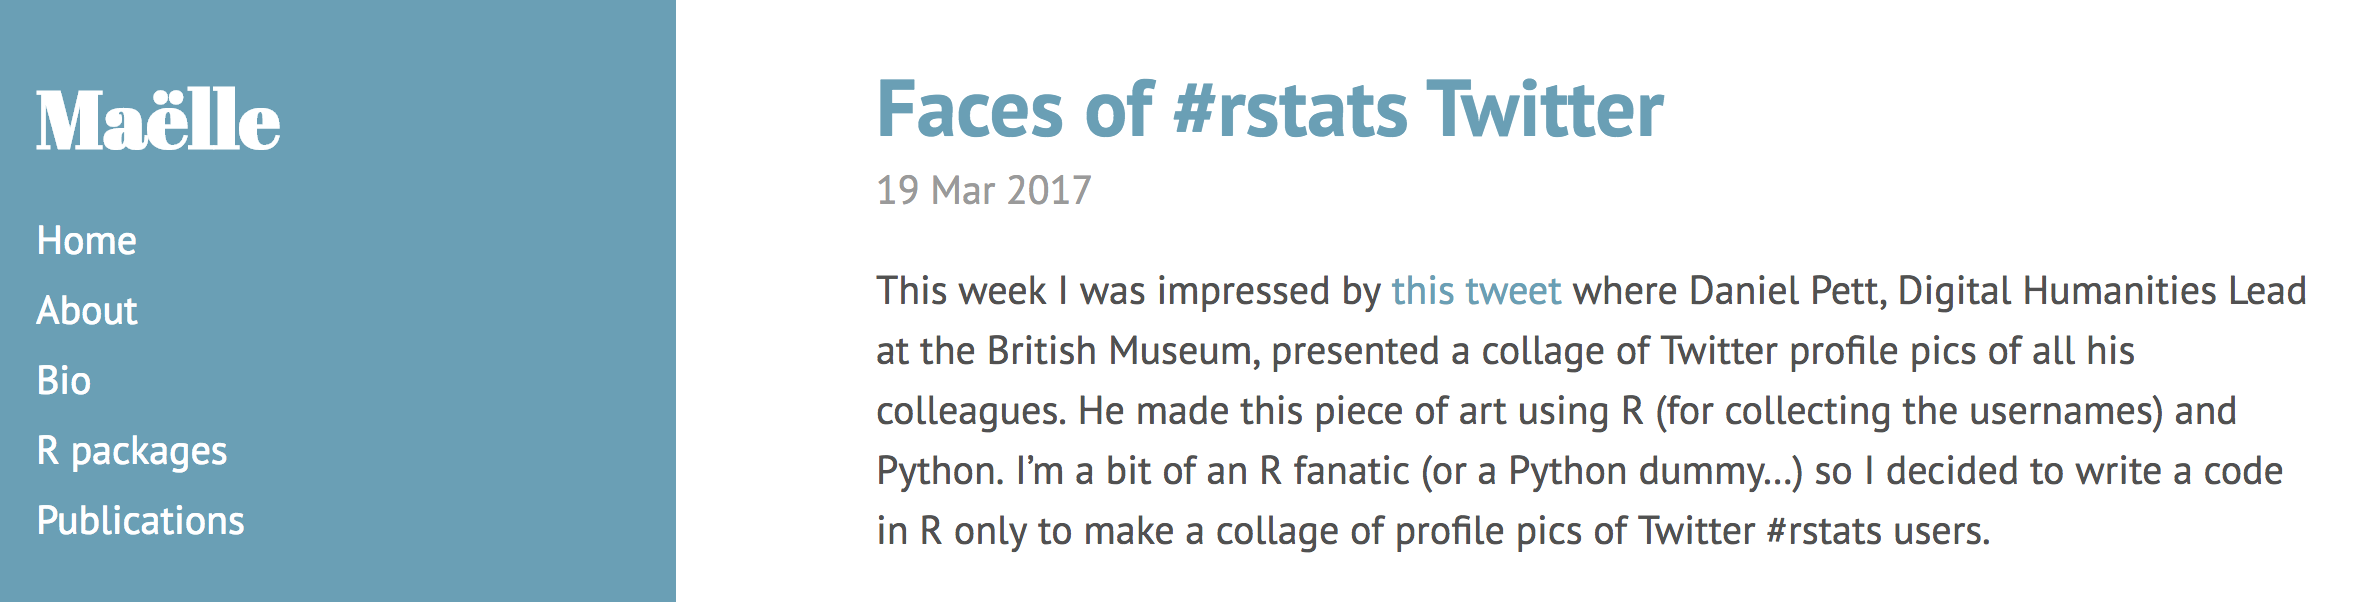 Maëlle
Home
About
Bio
R packages
Publications
Faces of #rstats Twitter
19 Mar 2017
This week I was impressed by this tweet where Daniel Pett, Digital Humanities Lead
at the British Museum, presented a collage of Twitter profile pics of all his
colleagues. He made this piece of art using R (for collecting the usernames) and
Python. I’m a bit of an R fanatic (or a Python dummy…) so I decided to write a code
in R only to make a collage of profile pics of Twitter #rstats users.